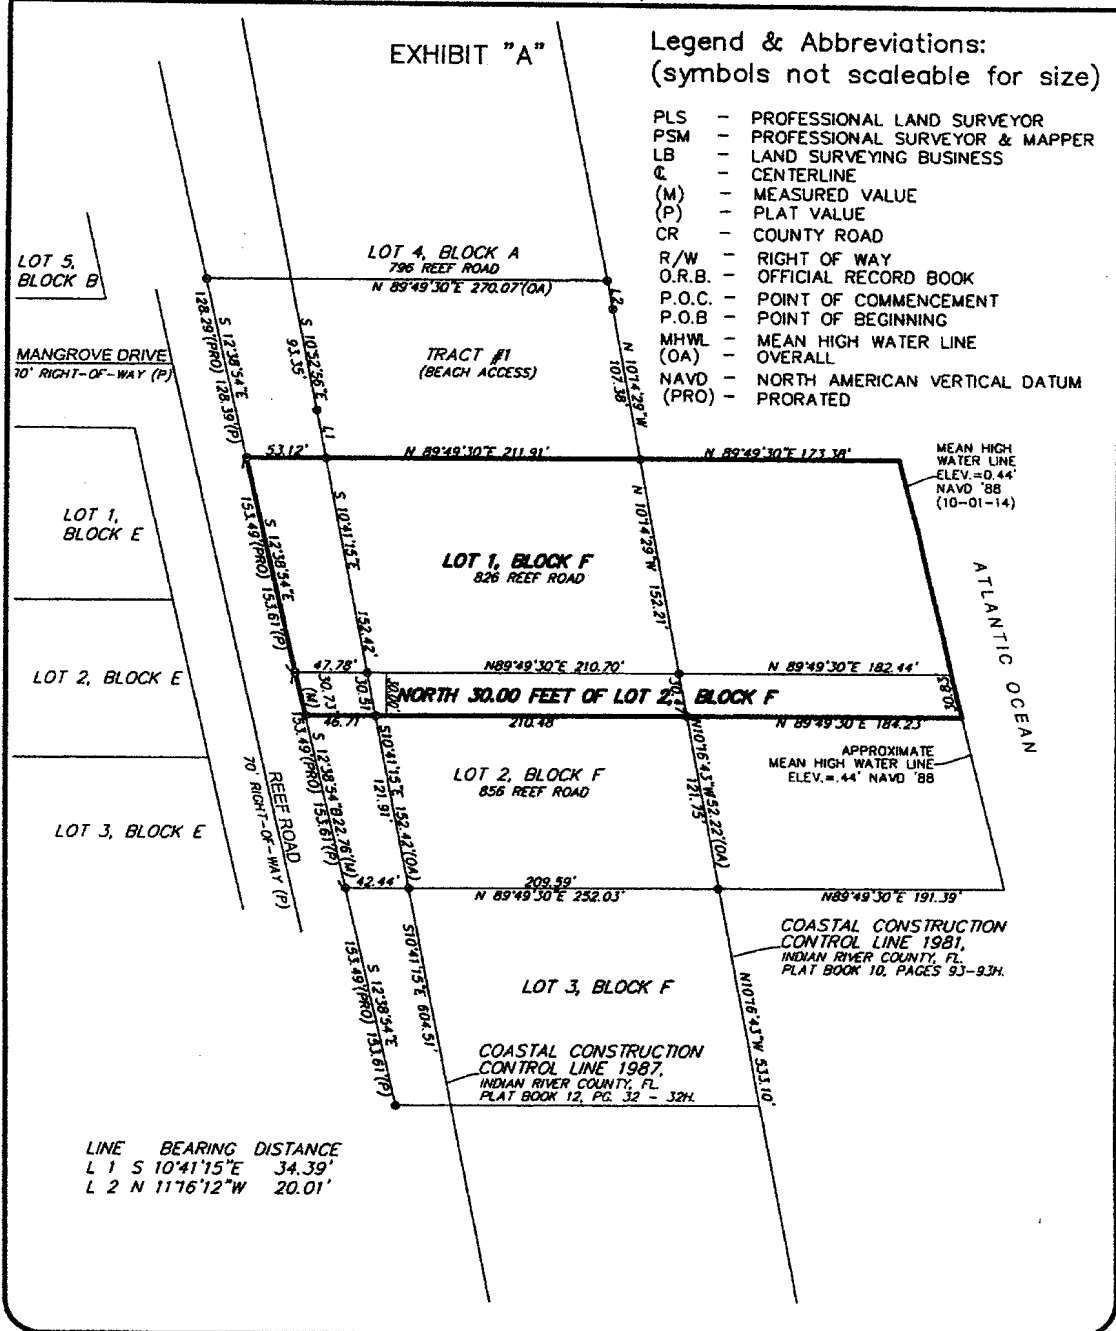 EXHIBIT "A"
Legend & Abbreviations:
(symbols not scaleable for size)
PLS - PROFESSIONAL LAND SURVEYOR
PSM - PROFESSIONAL SURVEYOR & MAPPER
LB - LAND SURVEYING BUSINESS
℄ - CENTERLINE
(M) - MEASURED VALUE
(P) - PLAT VALUE
CR - COUNTY ROAD
R/W - RIGHT OF WAY
O.R.B. - OFFICIAL RECORD BOOK
P.O.C. - POINT OF COMMENCEMENT
P.O.B - POINT OF BEGINNING
MHWL - MEAN HIGH WATER LINE
(OA) - OVERALL
NAVD - NORTH AMERICAN VERTICAL DATUM
(PRO) - PRORATED
LOT 5,
BLOCK B
LOT 4, BLOCK A
796 REEF ROAD
N 89°49'30"E 270.07'(OA)
L2
S 12°38'54"E
128.29'(PRO) 128.39'(P)
S 10°52'56"E
93.35'
N 10°14'29"W
107.38'
MANGROVE DRIVE
70' RIGHT-OF-WAY (P)
TRACT #1
(BEACH ACCESS)
L1
53.12'
N 89°49'30"E 211.91'
N 89°49'30"E 173.38'
MEAN HIGH
WATER LINE
ELEV.=0.44'
NAVD '88
(10-01-14)
LOT 1,
BLOCK E
S 12°38'54"E
153.49'(PRO) 153.61'(P)
S 10°41'15"E 152.42'
LOT 1, BLOCK F
826 REEF ROAD
N 10°14'29"W 152.21'
ATLANTIC OCEAN
LOT 2, BLOCK E
47.78'
N89°49'30"E 210.70'
N 89°49'30"E 182.44'
30.73'
(M)
30.51'
30.00'
NORTH 30.00 FEET OF LOT 2, BLOCK F
30.47'
30.85'
46.71'
210.48'
N 89°49'30"E 184.23'
APPROXIMATE
MEAN HIGH WATER LINE
ELEV.=.44' NAVD '88
LOT 2, BLOCK F
856 REEF ROAD
S 12°38'54"E 122.76'(M)
153.49'(PRO) 153.61'(P)
S10°41'15"E 152.42'(OA)
121.91'
N10°16'43"W 152.22'(OA)
121.75'
LOT 3, BLOCK E
REEF ROAD
70' RIGHT-OF-WAY (P)
42.44'
209.59'
N 89°49'30"E 252.03'
N89°49'30"E 191.39'
COASTAL CONSTRUCTION
CONTROL LINE 1981,
INDIAN RIVER COUNTY, FL.
PLAT BOOK 10, PAGES 93-93H.
S 12°38'54"E
153.49'(PRO) 153.61'(P)
S10°41'15"E 604.51'
LOT 3, BLOCK F
N10°16'43"W 533.10'
COASTAL CONSTRUCTION
CONTROL LINE 1987,
INDIAN RIVER COUNTY, FL.
PLAT BOOK 12, PG. 32 - 32H.
LINE BEARING DISTANCE
L 1 S 10°41'15"E 34.39'
L 2 N 11°16'12"W 20.01'